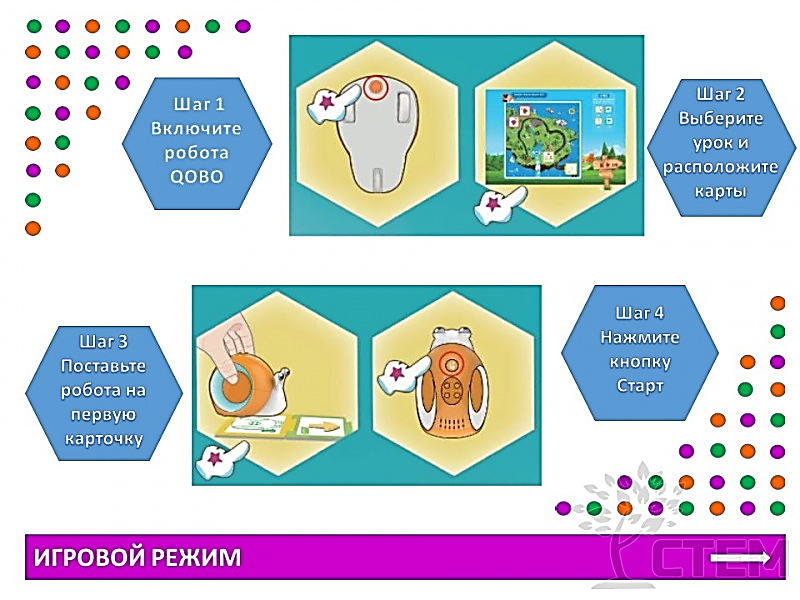 Шаг 1
Включите
робота
QOBO
Шаг 2
Выберите
урок и
расположите
карты
Шаг 3
Поставьте
робота на
первую
карточку
Шаг 4
Нажмите
кнопку
Старт
ИГРОВОЙ РЕЖИМ
СТЕМ